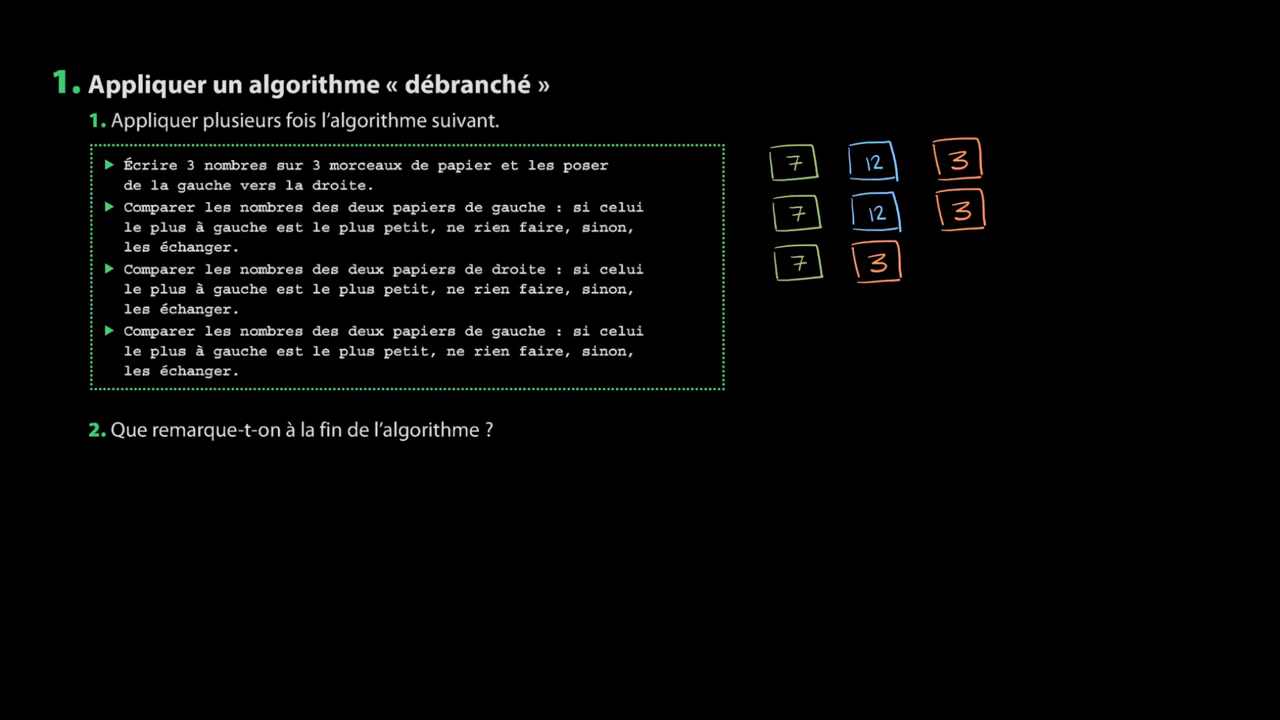 1. Appliquer un algorithme « débranché »
1. Appliquer plusieurs fois l'algorithme suivant.
▶ Écrire 3 nombres sur 3 morceaux de papier et les poser
de la gauche vers la droite.
▶ Comparer les nombres des deux papiers de gauche : si celui
le plus à gauche est le plus petit, ne rien faire, sinon,
les échanger.
▶ Comparer les nombres des deux papiers de droite : si celui
le plus à gauche est le plus petit, ne rien faire, sinon,
les échanger.
▶ Comparer les nombres des deux papiers de gauche : si celui
le plus à gauche est le plus petit, ne rien faire, sinon,
les échanger.
2. Que remarque-t-on à la fin de l'algorithme ?
7 12 3
7 12 3
7 3